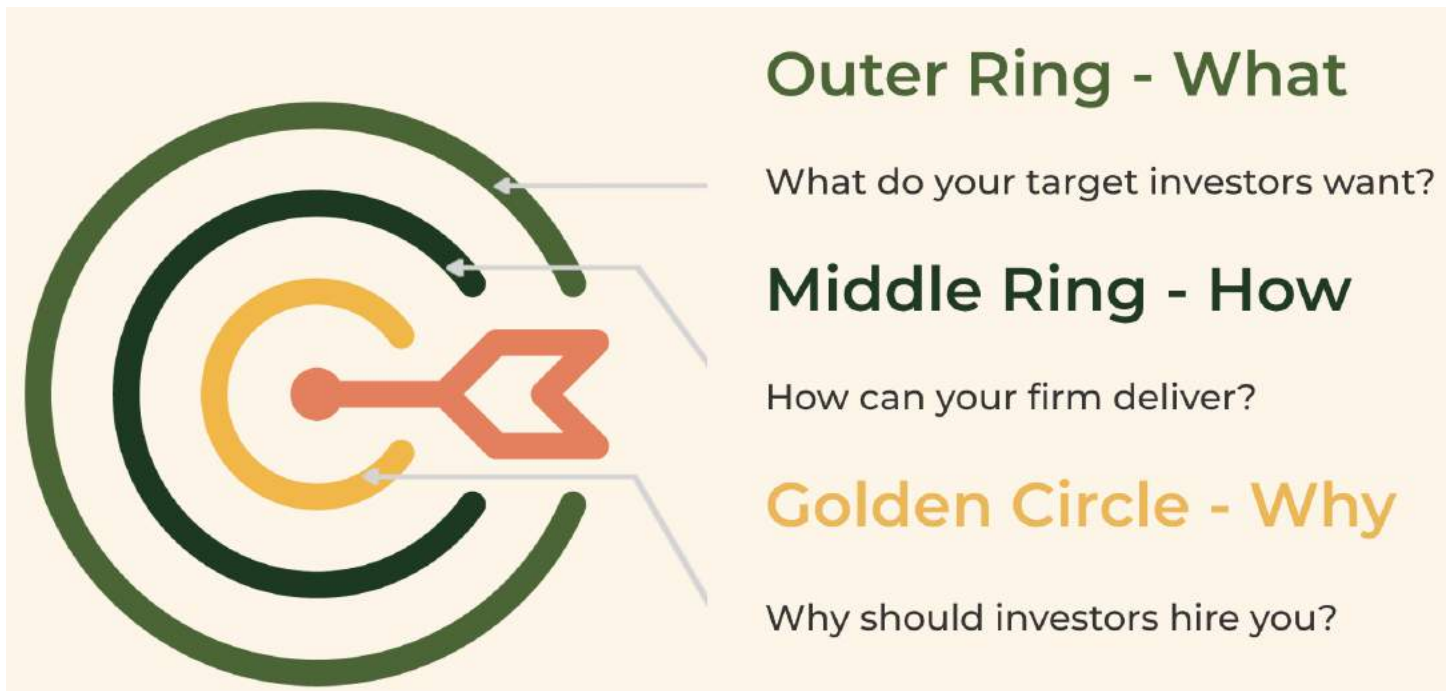 Outer Ring - What
What do your target investors want?
Middle Ring - How
How can your firm deliver?
Golden Circle - Why
Why should investors hire you?